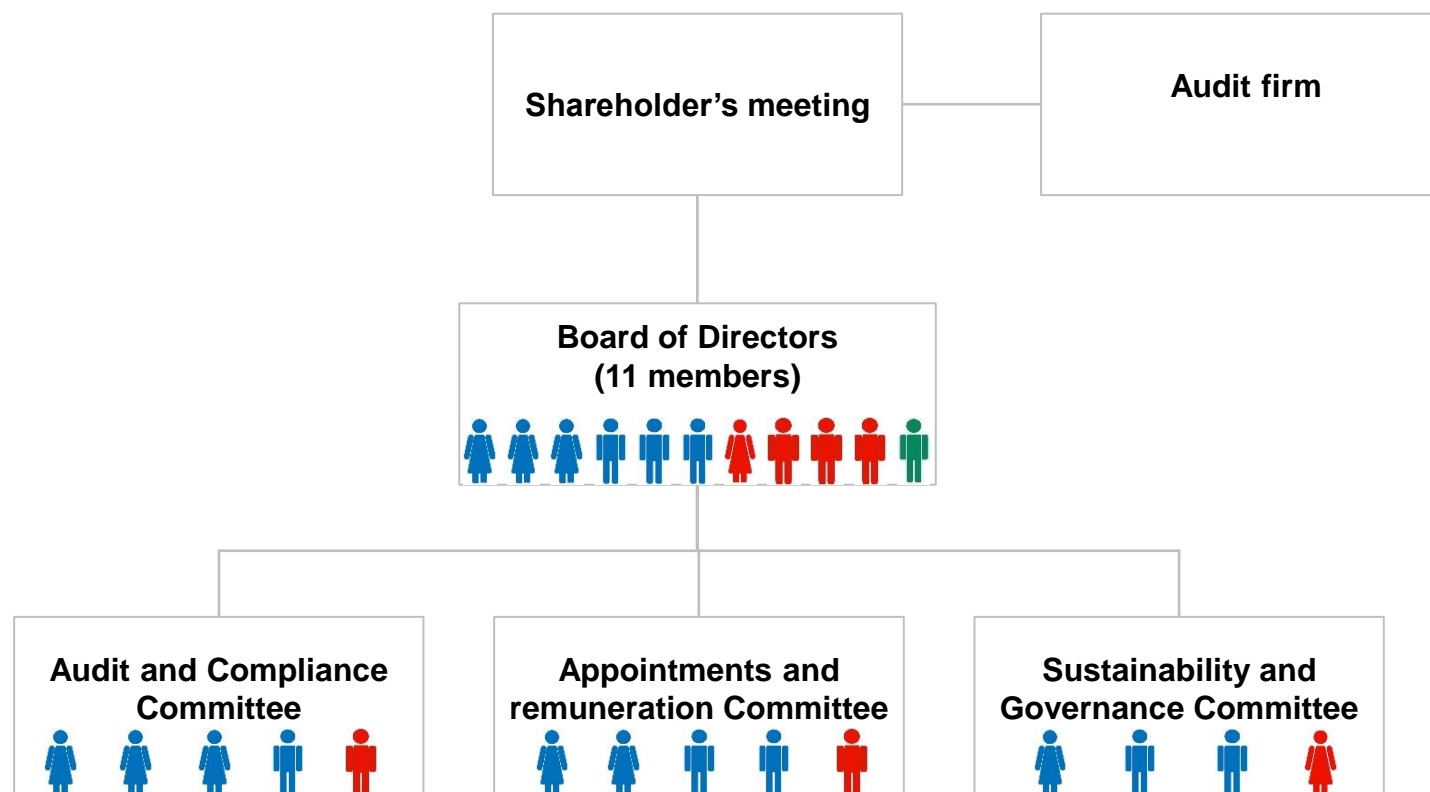 Shareholder’s meeting
Audit firm
Board of Directors
(11 members)
Audit and Compliance
Committee
Appointments and
remuneration Committee
Sustainability and
Governance Committee